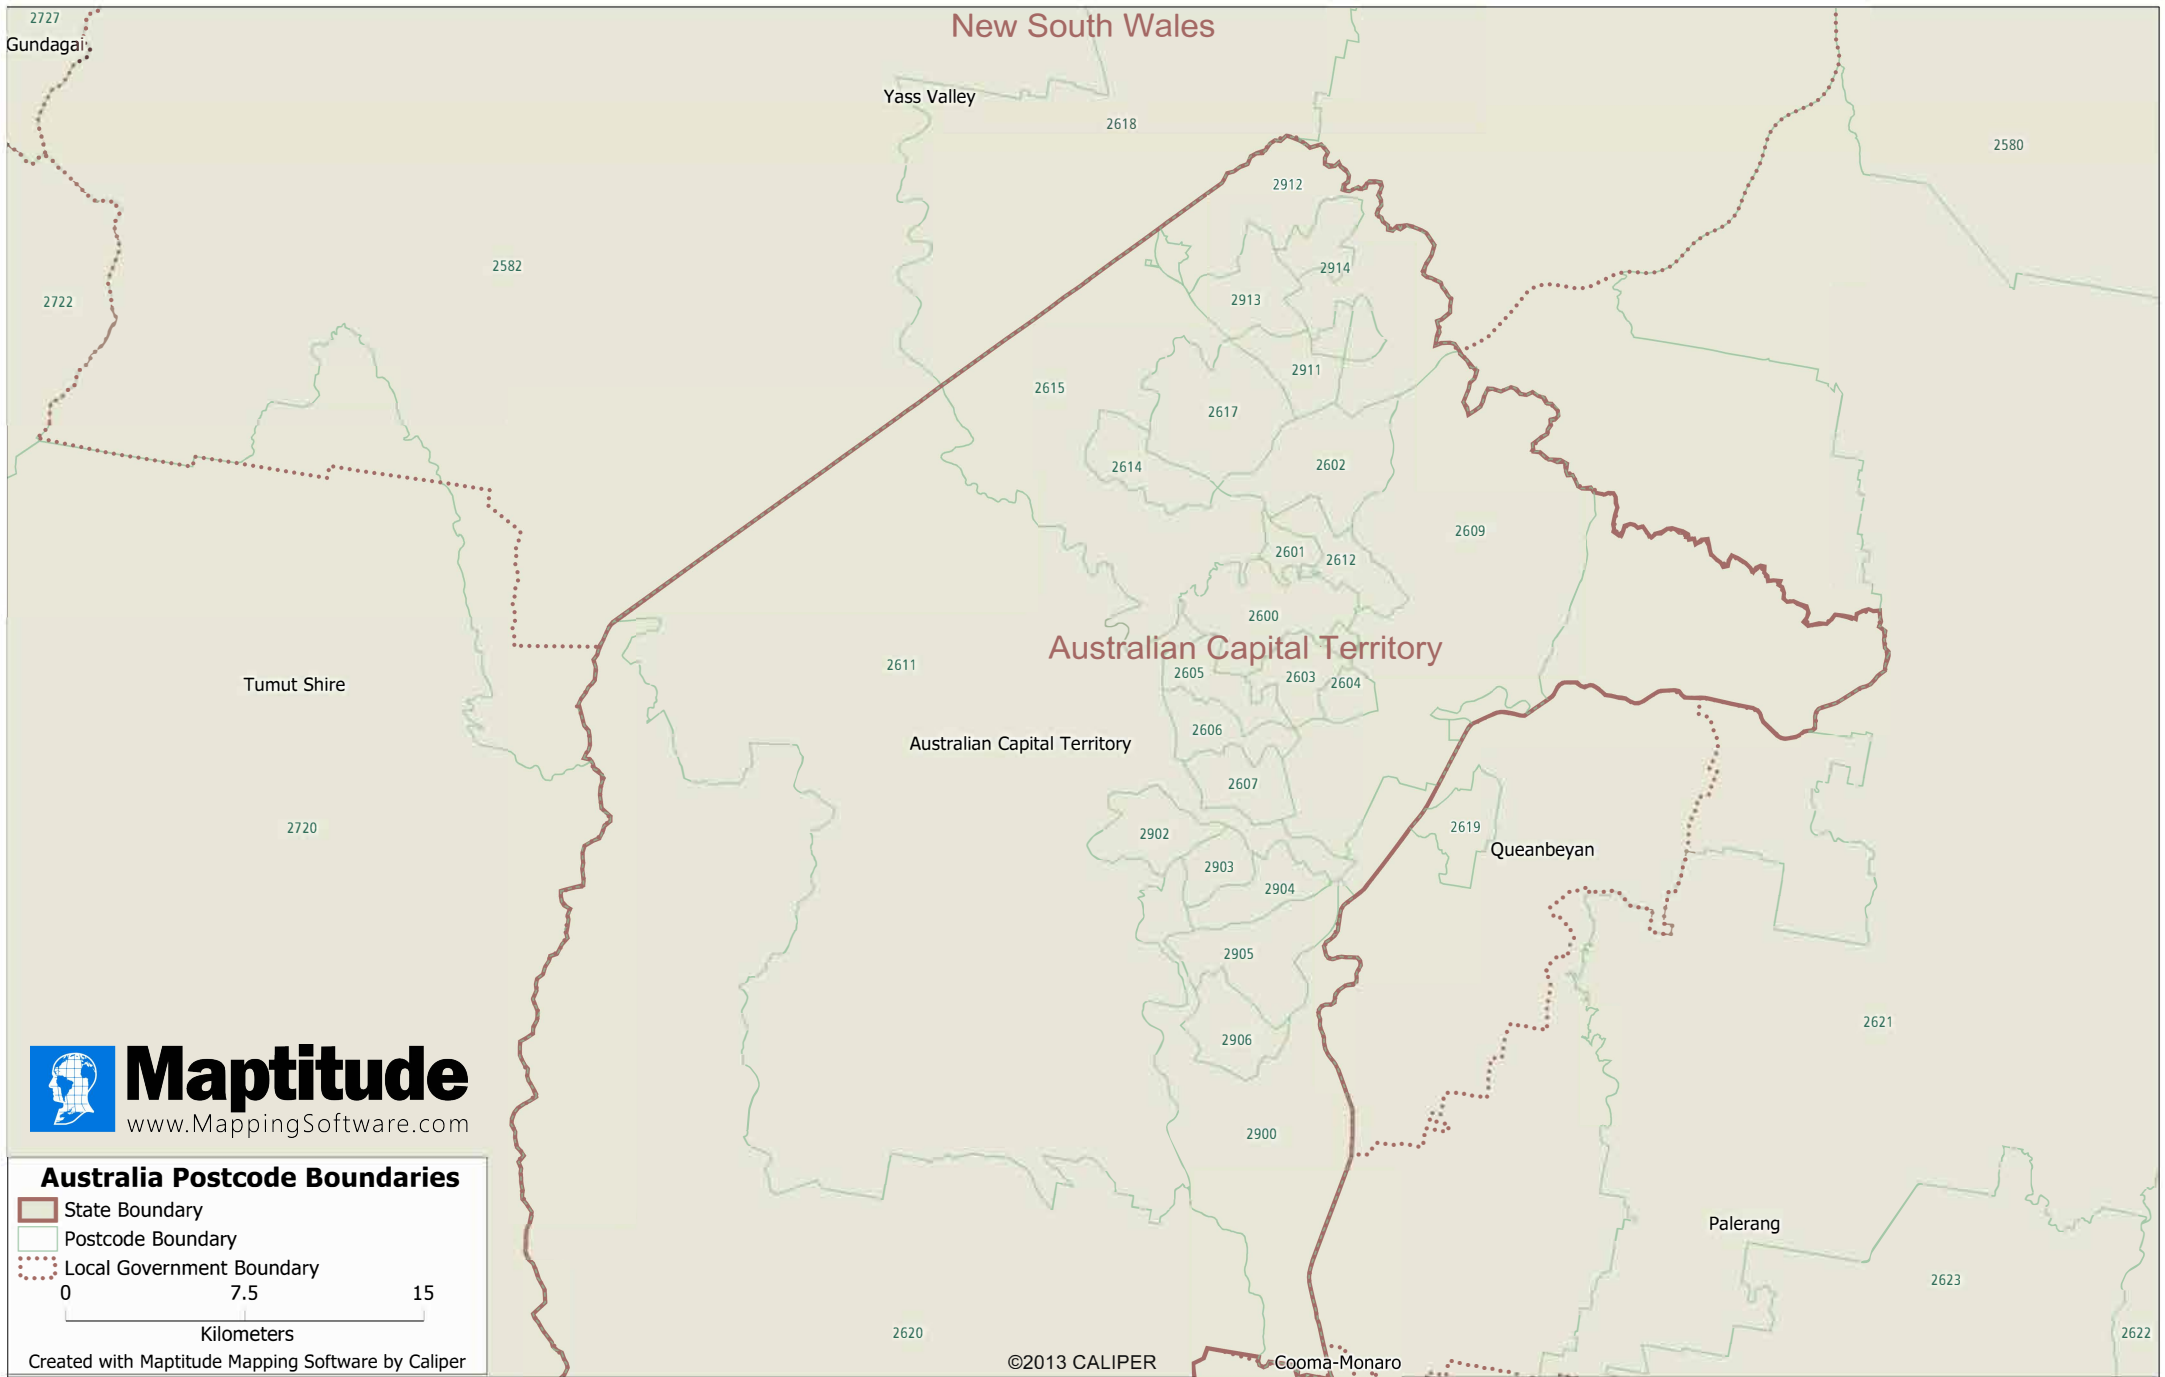 2727
New South Wales
Gundagai
Yass Valley
2618
2580
2912
2582
2914
2722
2913
2911
2615
2617
2614
2602
2609
2601
2612
2600
Australian Capital Territory
2611
2605
2603
2604
Tumut Shire
2606
Australian Capital Territory
2607
2720
2902
2619
Queanbeyan
2903
2904
2905
2621
2906
Maptitude
www.MappingSoftware.com
2900
Australia Postcode Boundaries
State Boundary
Postcode Boundary
Local Government Boundary
0 7.5 15
Kilometers
Created with Maptitude Mapping Software by Caliper
Palerang
2623
2620
2622
©2013 CALIPER
Cooma-Monaro